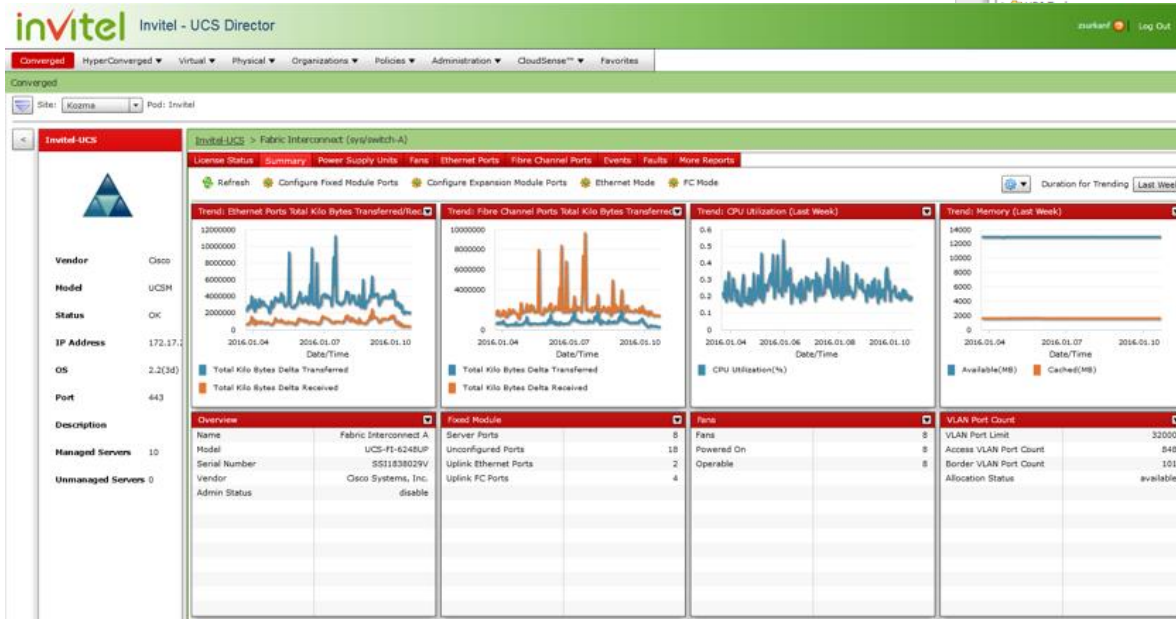 invitel Invitel - UCS Director
zsurkanf Log Out
Converged HyperConverged Virtual Physical Organizations Policies Administration CloudSense™ Favorites
Converged
Site: Kozma Pod: Invitel
<
Invitel-UCS
Vendor Cisco
Model UCSM
Status OK
IP Address 172.17.
OS 2.2(3d)
Port 443
Description
Managed Servers 10
Unmanaged Servers 0
Invitel-UCS > Fabric Interconnect (sys/switch-A)
License Status Summary Power Supply Units Fans Ethernet Ports Fibre Channel Ports Events Faults More Reports
Refresh Configure Fixed Module Ports Configure Expansion Module Ports Ethernet Mode FC Mode
Duration for Trending Last Week
Trend: Ethernet Ports Total Kilo Bytes Transferred/Rec
12000000
10000000
8000000
6000000
4000000
2000000
0
2016.01.04 2016.01.07 2016.01.10
Date/Time
Total Kilo Bytes Delta Transferred
Total Kilo Bytes Delta Received
Trend: Fibre Channel Ports Total Kilo Bytes Transferred
10000000
8000000
6000000
4000000
0
2016.01.04 2016.01.07 2016.01.10
Date/Time
Total Kilo Bytes Delta Transferred
Total Kilo Bytes Delta Received
Trend: CPU Utilization (Last Week)
0.6
0.5
0.4
0.3
0.2
0.1
0
2016.01.04 2016.01.06 2016.01.08 2016.01.10
Date/Time
CPU Utilization(%)
Trend: Memory (Last Week)
14000
12000
10000
8000
6000
4000
2000
0
2016.01.04 2016.01.07 2016.01.10
Date/Time
Available(MB) Cached(MB)
Overview
Name Fabric Interconnect A
Model UCS-FI-6248UP
Serial Number SSI1838029V
Vendor Cisco Systems, Inc.
Admin Status disable
Fixed Module
Server Ports 8
Unconfigured Ports 18
Uplink Ethernet Ports 2
Uplink FC Ports 4
Fans
Fans 8
Powered On 8
Operable 8
VLAN Port Count
VLAN Port Limit 32000
Access VLAN Port Count 848
Border VLAN Port Count 101
Allocation Status available